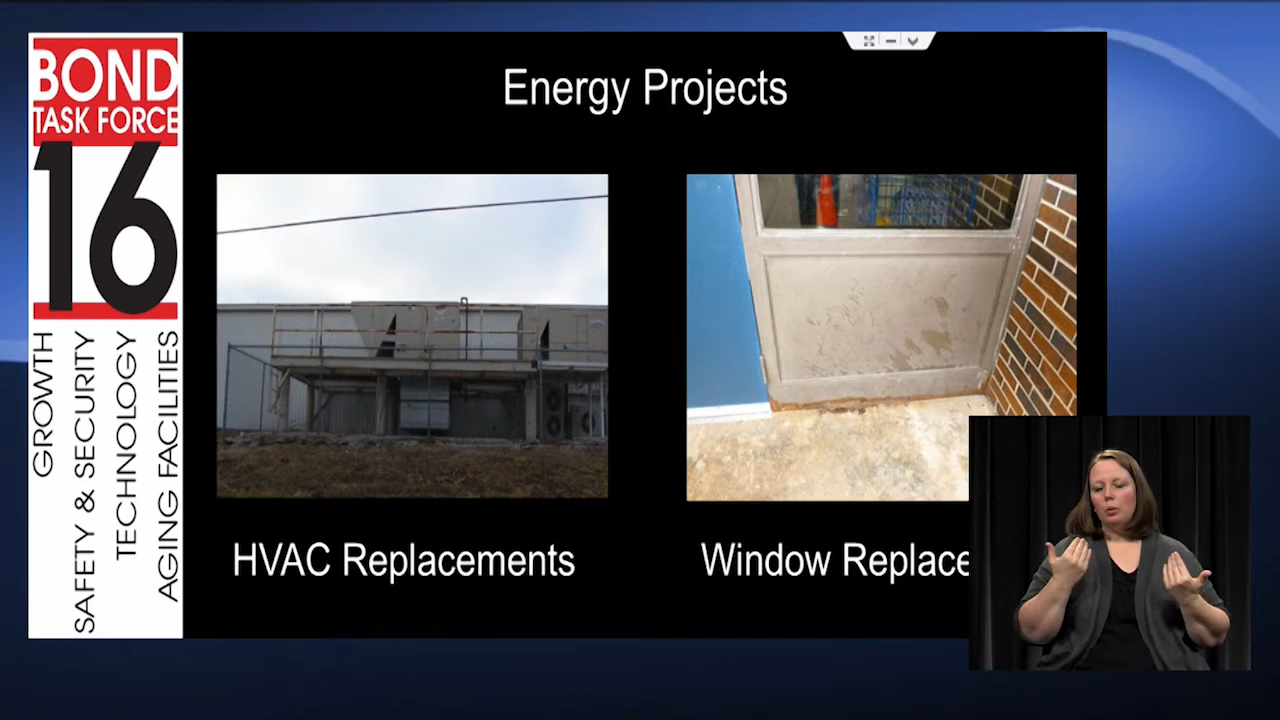 BOND
TASK FORCE
16
GROWTH
SAFETY & SECURITY
TECHNOLOGY
AGING FACILITIES
Energy Projects
HVAC Replacements
Window Replace